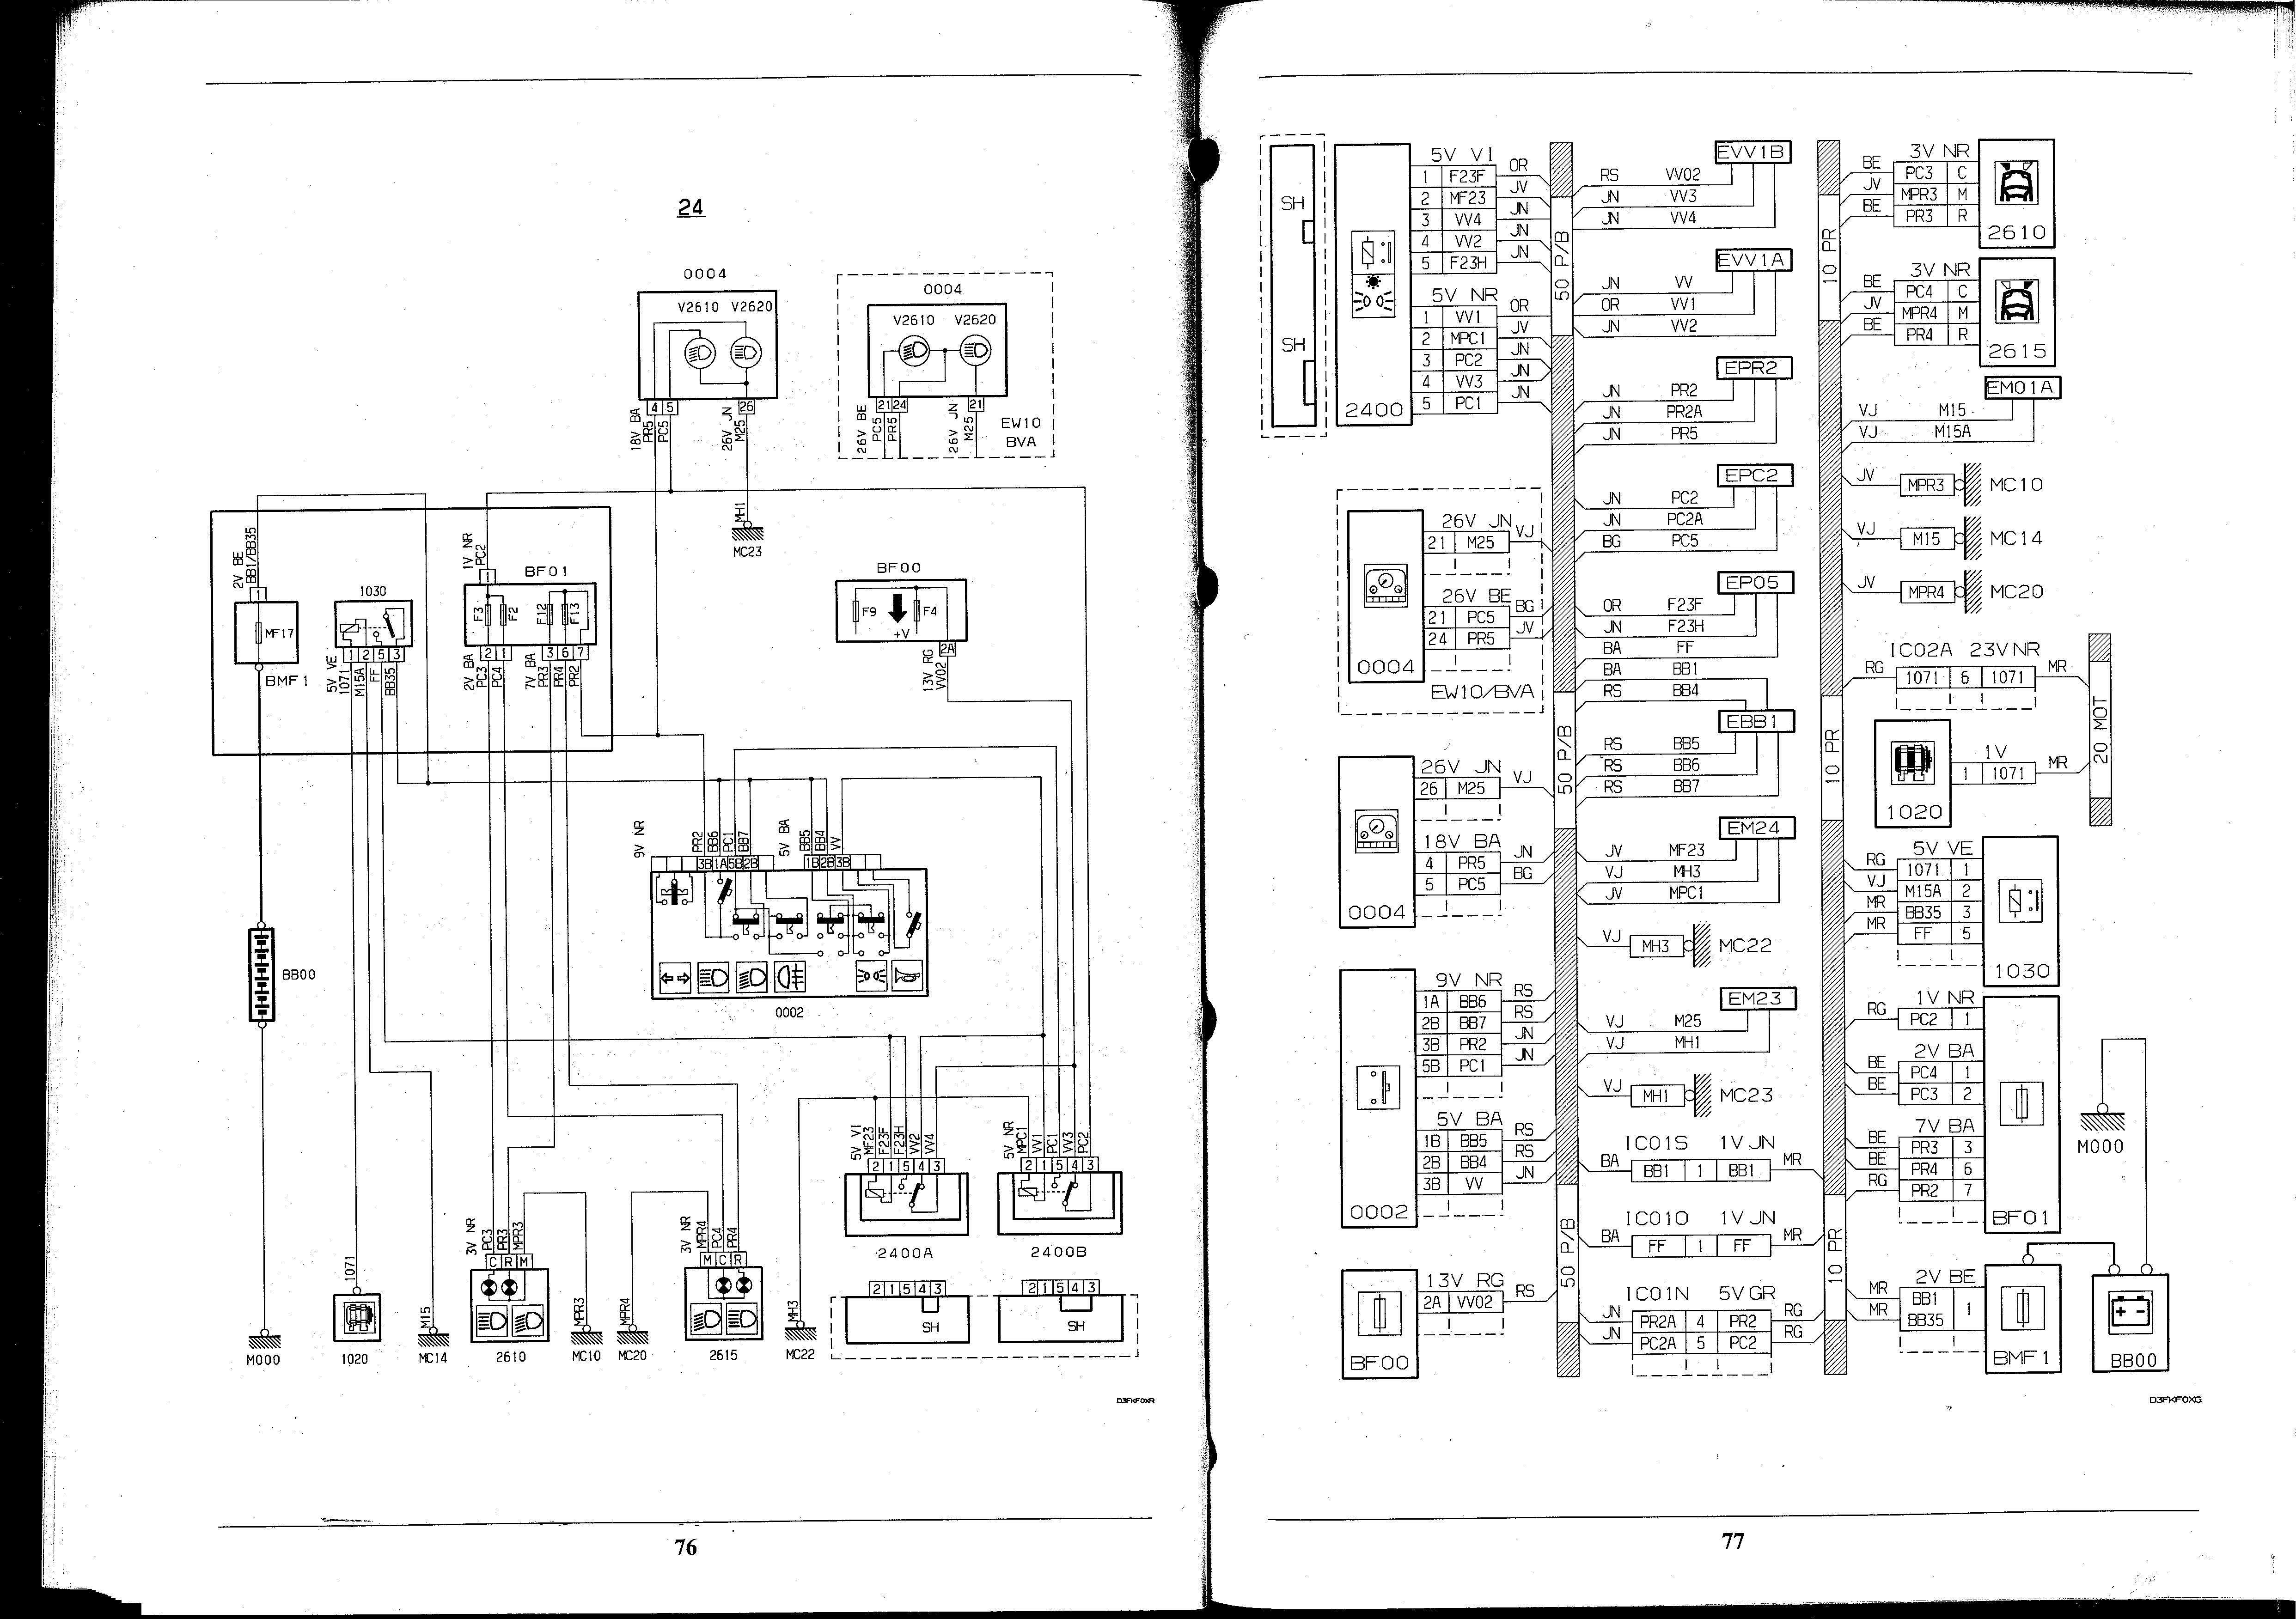 24
0004
V2610 V2620
4 5 26
18V BA
PR5
PC5
26V JN
M25
MH1
MC23
0004
V2610 V2620
21 24 21
26V BE
PC5
PR5
26V JN
M25
EW10
BVA
2V BE
BB1/BB35
1
MF17
BMF1
1030
1 2 5 3
5V VE
1071
M15A
FF
BB35
1V NR
PC2
1
BF01
F3
F2
F12
F13
2 1 3 6 7
2V BA
PC3
PC4
7V BA
PR3
PR4
PR2
BF00
F9
F4
+V
2A
13V RG
VV02
9V NR
PR2
BB6
PC1
BB7
5V BA
BB5
BB4
VV
3B 1A 5B 2B 1B 2B 3B
0002
BB00
M000
1071
1020
M15
MC14
3V NR
PC3
PR3
MPR3
C R M
2610
MPR3
MC10
MPR4
MC20
3V NR
MPR4
PC4
PR4
M C R
2615
MH3
MC22
5V VI
MF23
F23F
F23H
VV2
VV4
2 1 5 4 3
2400A
5V NR
MPC1
VV1
PC1
VV3
PC2
2 1 5 4 3
2400B
2 1 5 4 3
SH
2 1 5 4 3
SH
D3FKF0XR
76
SH
SH
2400
5V VI
1 F23F OR
2 MF23 JV
3 VV4 JN
4 VV2 JN
5 F23H JN
5V NR
1 VV1 OR
2 MPC1 JV
3 PC2 JN
4 VV3 JN
5 PC1 JN
0004
26V JN
21 M25 VJ
26V BE
21 PC5 BG
24 PR5 JV
EW10/BVA
0004
26V JN
26 M25 VJ
18V BA
4 PR5 JN
5 PC5 BG
0002
9V NR
1A BB6 RS
2B BB7 RS
3B PR2 JN
5B PC1 JN
5V BA
1B BB5 RS
2B BB4 RS
3B VV JN
BF00
13V RG
2A VV02 RS
50 P/B
50 P/B
50 P/B
EVV1B
RS VV02
JN VV3
JN VV4
EVV1A
JN VV
OR VV1
JN VV2
EPR2
JN PR2
JN PR2A
JN PR5
EPC2
JN PC2
JN PC2A
BG PC5
EP05
OR F23F
JN F23H
BA FF
BA BB1
RS BB4
EBB1
RS BB5
RS BB6
RS BB7
EM24
JV MF23
VJ MH3
JV MPC1
VJ MH3 MC22
EM23
VJ M25
VJ MH1
VJ MH1 MC23
IC01S 1V JN
BA BB1 1 BB1 MR
IC01O 1V JN
BA FF 1 FF MR
IC01N 5V GR
JN PR2A 4 PR2 RG
JN PC2A 5 PC2 RG
10 PR
10 PR
10 PR
3V NR
BE PC3 C
JV MPR3 M
BE PR3 R
2610
3V NR
BE PC4 C
JV MPR4 M
BE PR4 R
2615
EM01A
VJ M15
VJ M15A
JV MPR3 MC10
VJ M15 MC14
JV MPR4 MC20
IC02A 23V NR
RG 1071 6 1071 MR
1020
1V
1 1071 MR
20 MOT
5V VE
RG 1071 1
VJ M15A 2
MR BB35 3
MR FF 5
1030
1V NR
RG PC2 1
2V BA
BE PC4 1
BE PC3 2
7V BA
BE PR3 3
BE PR4 6
RG PR2 7
BF01
M000
2V BE
MR BB1
MR BB35 1
BMF1
BB00
D3FKF0XG
77